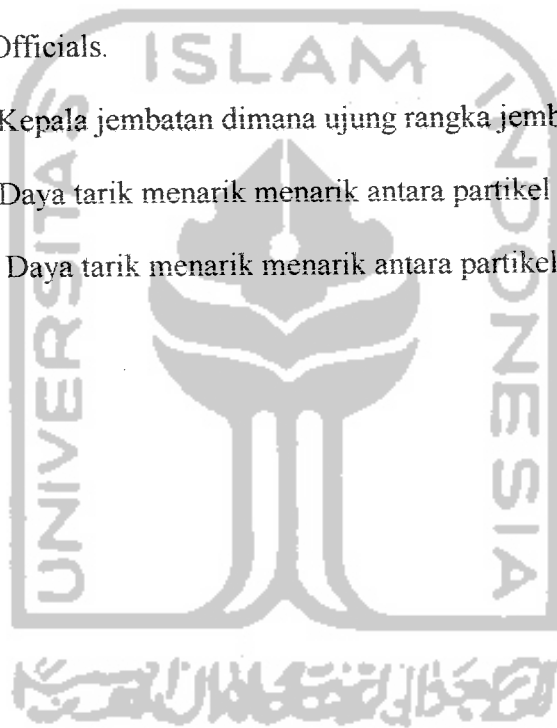 Officials.
ISLAM
Kepala jembatan dimana ujung rangka jemb
Daya tarik menarik menarik antara partikel
Daya tarik menarik menarik antara partikel
UNIVERSITAS
INDONESIA